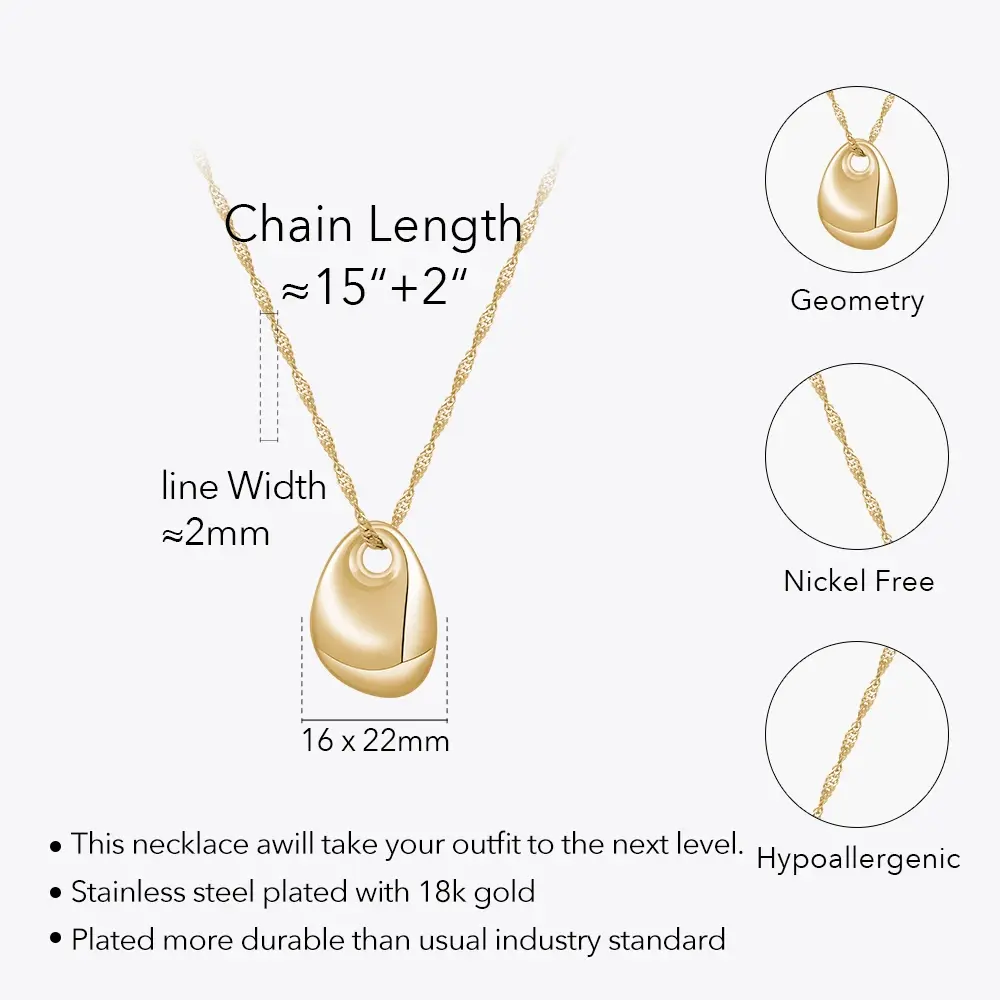 Chain Length
≈15“+2“
line Width
≈2mm
16 x 22mm
Geometry
Nickel Free
Hypoallergenic
• This necklace awill take your outfit to the next level.
• Stainless steel plated with 18k gold
• Plated more durable than usual industry standard